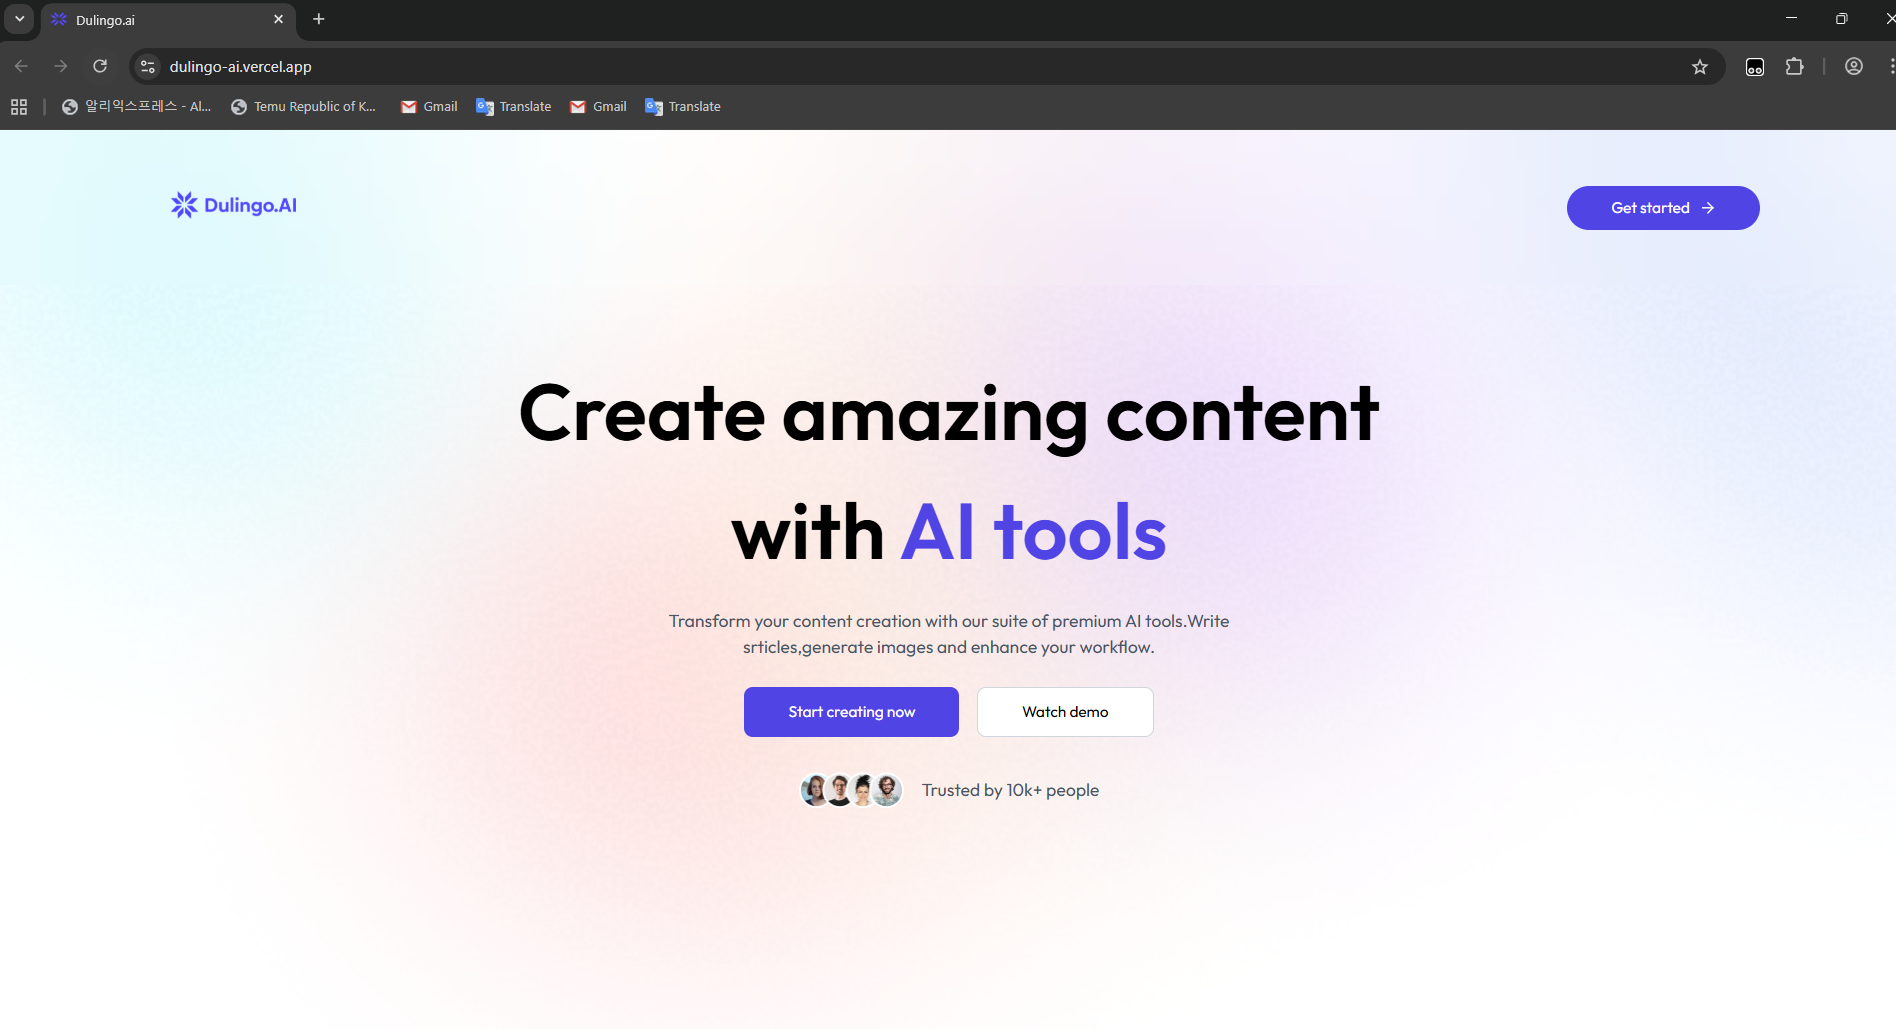 Dulingo.ai
dulingo-ai.vercel.app
알리익스프레스 - Al...
Temu Republic of K...
Gmail
Translate
Gmail
Translate
Dulingo.AI
Get started
Create amazing content
with AI tools
Transform your content creation with our suite of premium AI tools.Write
srticles,generate images and enhance your workflow.
Start creating now
Watch demo
Trusted by 10k+ people